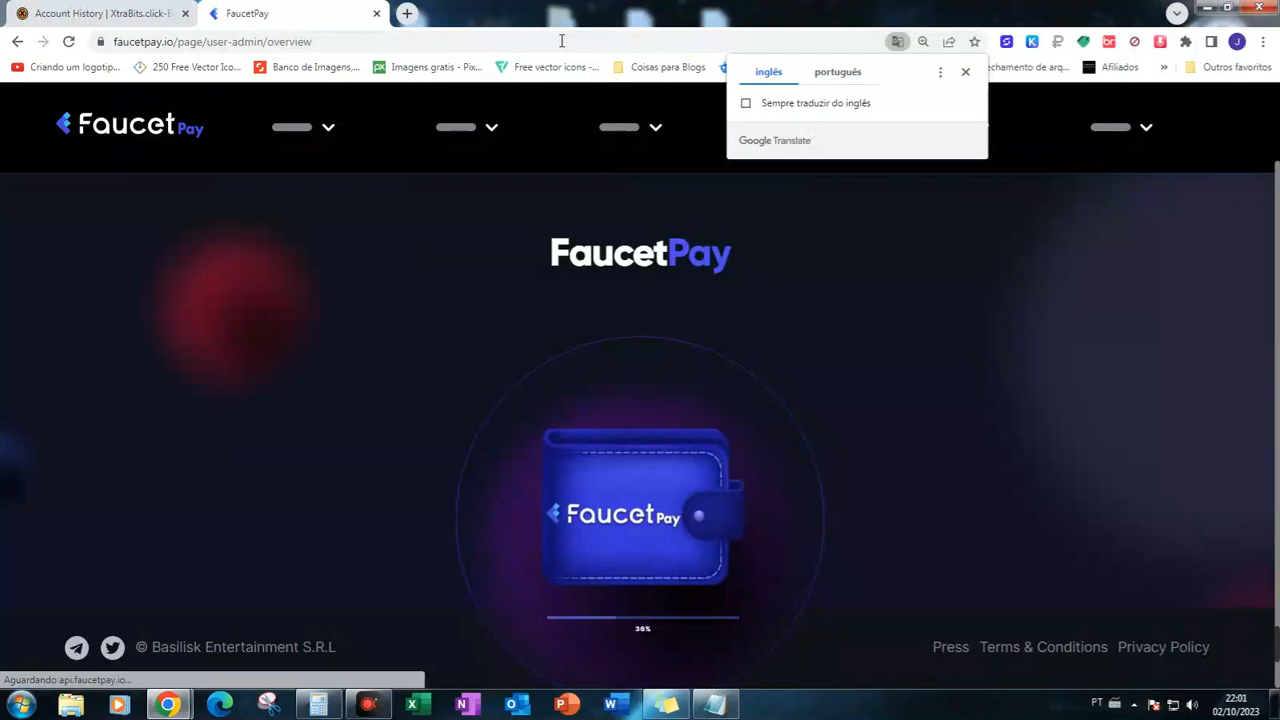 Account History | XtraBits.click-E
FaucetPay
faucetpay.io/page/user-admin/overview
Criando um logotip...
250 Free Vector Ico...
Banco de Imagens,...
Imagens gratis - Pix...
Free vector icons -...
Coisas para Blogs
echamento de arq...
Afiliados
»
Outros favoritos
inglês
português
Sempre traduzir do inglês
Google Translate
FaucetPay
FaucetPay
FaucetPay
36%
© Basilisk Entertainment S.R.L
Press
Terms & Conditions
Privacy Policy
Aguardando api.faucetpay.io...
PT
22:01
02/10/2023